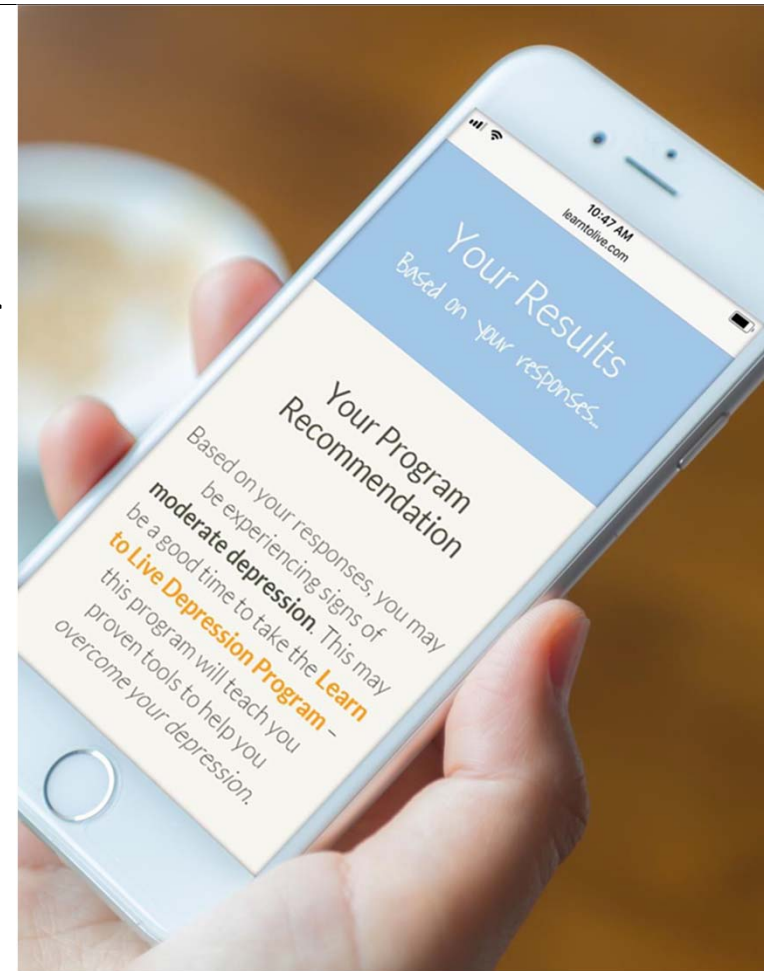 10:47 AM
learntolive.com
Your Results
Based on your responses...
Your Program
Recommendation
Based on your responses, you may
be experiencing signs of
moderate depression. This may
be a good time to take the Learn
to Live Depression Program –
this program will teach you
proven tools to help you
overcome your depression.